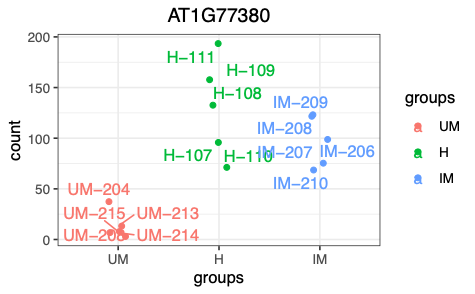 AT1G77380
count
200
150
100
50
0
H−111
H−109
H−108
H−107
H−110
IM−209
IM−208
IM−207
IM−206
IM−210
UM−204
UM−215
UM−213
UM−214
UM
H
IM
groups
groups
a UM
a H
a IM